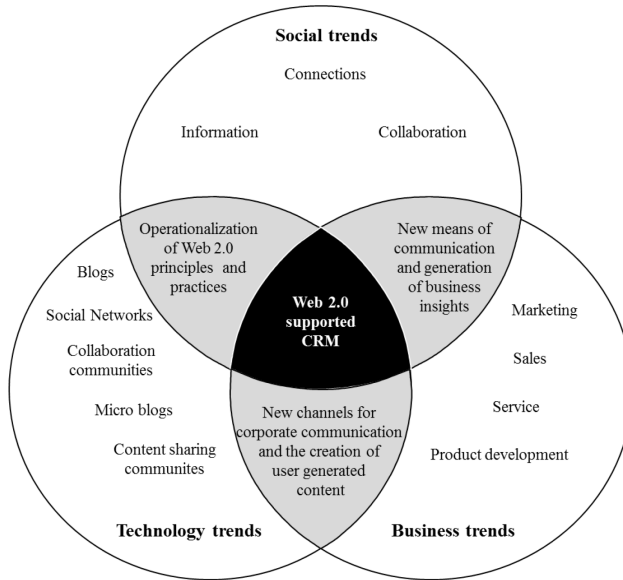 Social trends
Connections
Information
Collaboration
Operationalization
of Web 2.0
principles and
practices
New means of
communication
and generation
of business
insights
Blogs
Social Networks
Collaboration
communities
Micro blogs
Content sharing
communites
Web 2.0
supported
CRM
Marketing
Sales
Service
Product development
New channels for
corporate communication
and the creation of
user generated
content
Technology trends
Business trends